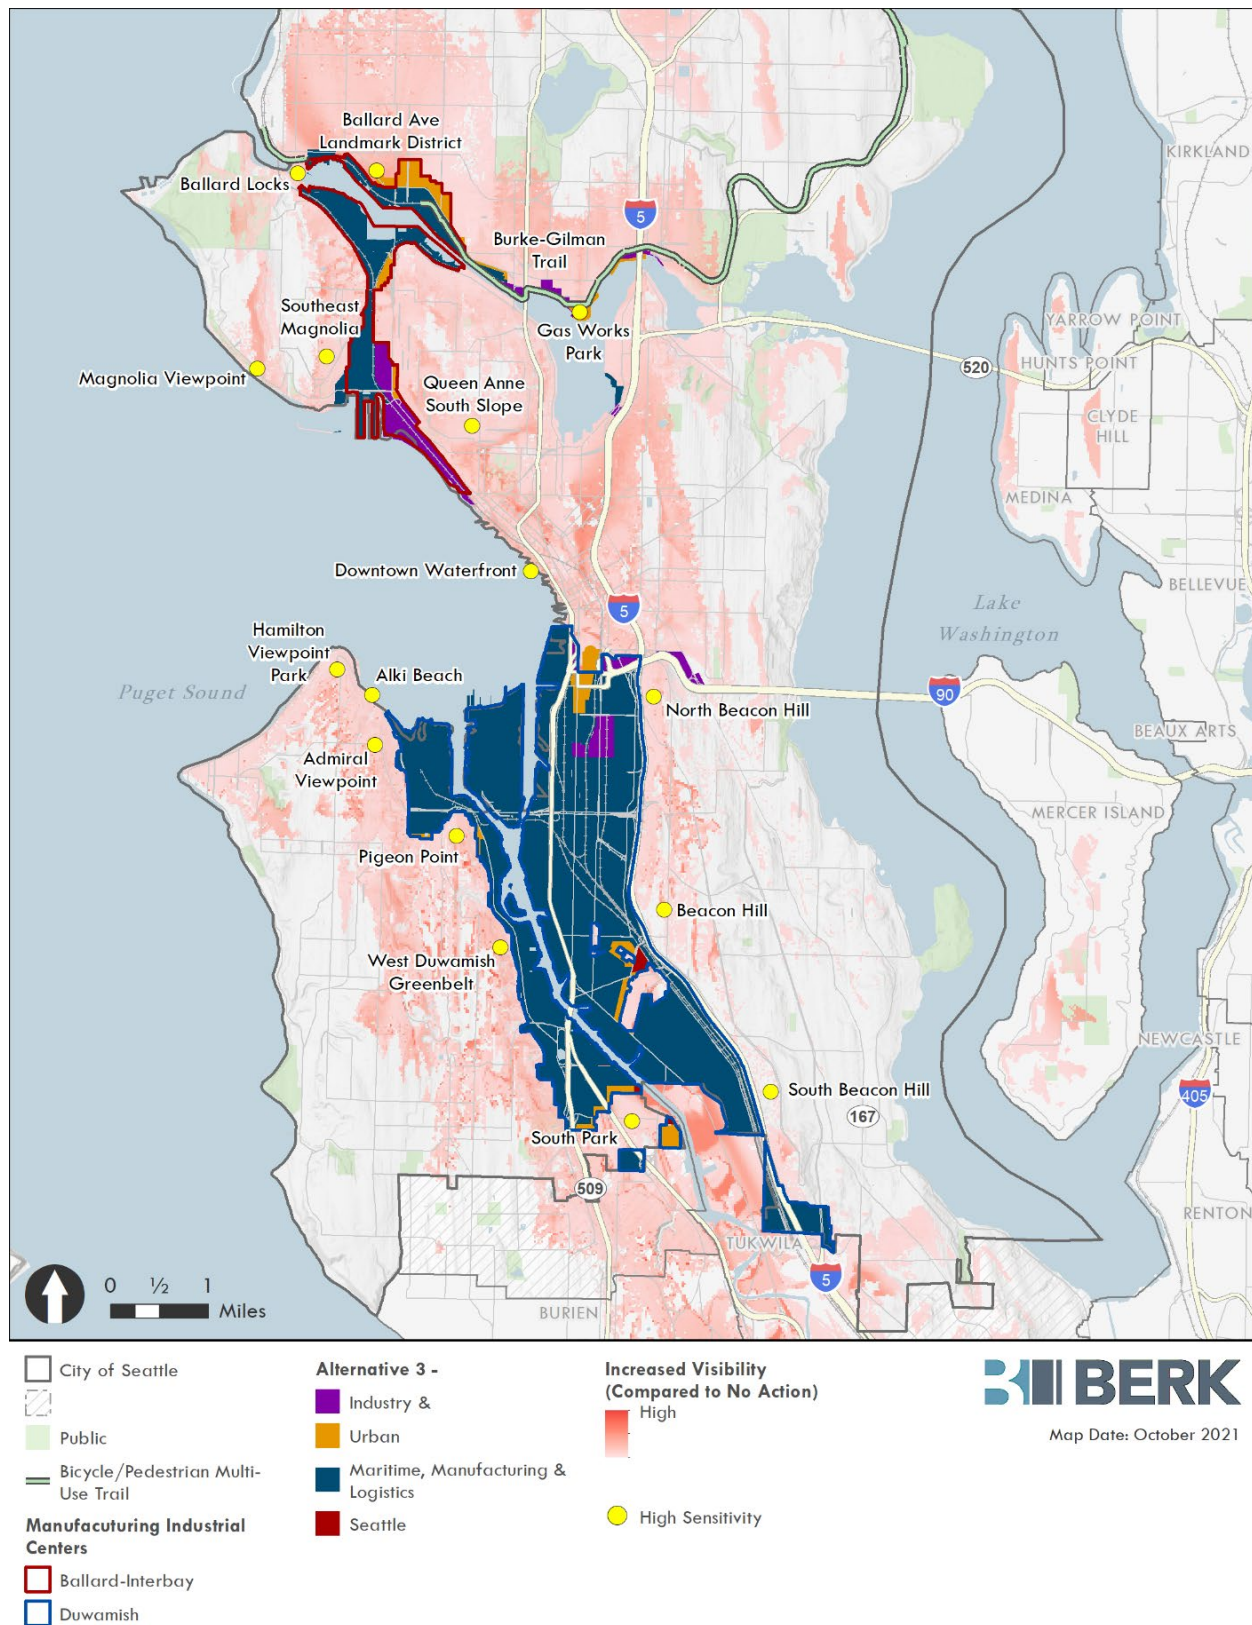 KIRKLAND
Ballard Ave
Landmark District
Ballard Locks
5
Burke-Gilman
Trail
Southeast
Magnolia
Gas Works
Park
YARROW POINT
HUNTS POINT
520
Magnolia Viewpoint
Queen Anne
South Slope
CLYDE
HILL
MEDINA
Downtown Waterfront
BELLEVUE
5
Lake
Washington
Hamilton
Viewpoint
Park
Alki Beach
Puget Sound
90
North Beacon Hill
BEAUX ARTS
Admiral
Viewpoint
MERCER ISLAND
Pigeon Point
Beacon Hill
West Duwamish
Greenbelt
NEWCASTLE
South Beacon Hill
405
167
South Park
509
RENTON
TUKWILA
5
0 ½ 1
Miles
BURIEN
City of Seattle
Public
Bicycle/Pedestrian Multi-
Use Trail
Manufacuturing Industrial
Centers
Ballard-Interbay
Duwamish
Alternative 3 -
Industry &
Urban
Maritime, Manufacturing &
Logistics
Seattle
Increased Visibility
(Compared to No Action)
High
High Sensitivity
BERK
Map Date: October 2021